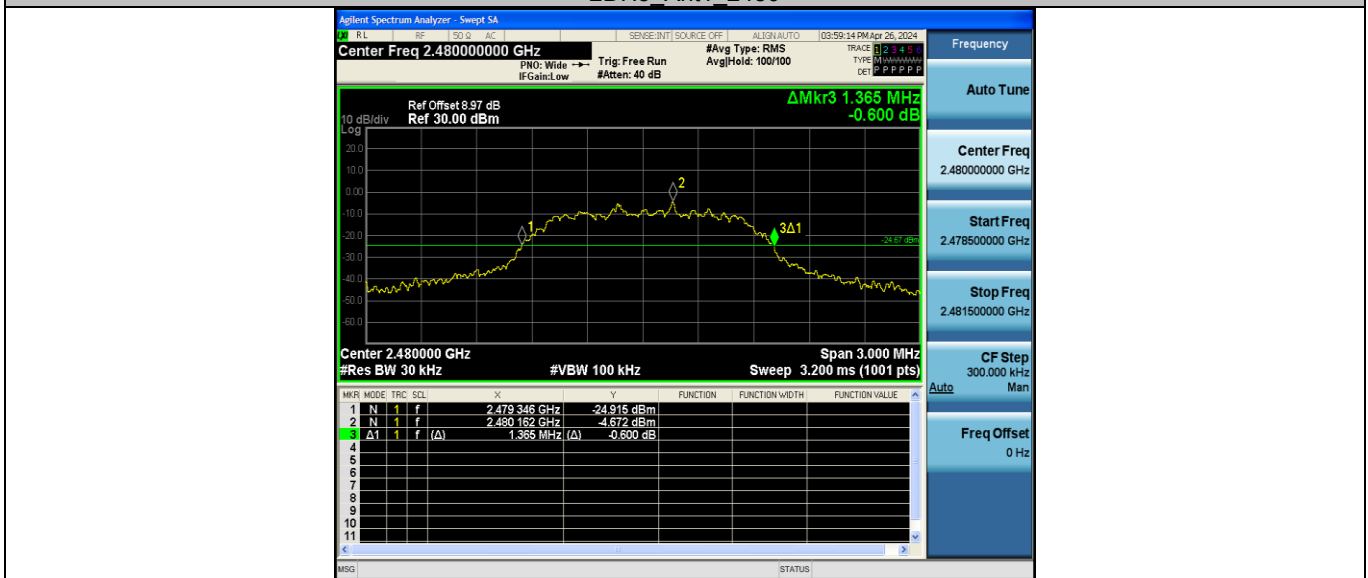 Agilent Spectrum Analyzer - Swept SA
RL RF 50 Ω AC SENSE:INT SOURCE OFF ALIGN AUTO 03:59:14 PM Apr 26, 2024
Center Freq 2.480000000 GHz
PNO: Wide
IFGain:Low
Trig: Free Run
#Atten: 40 dB
#Avg Type: RMS
Avg|Hold: 100/100
TRACE 1 2 3 4 5 6
TYPE M
DET P P P P P P
Frequency
Auto Tune
Center Freq
2.480000000 GHz
Start Freq
2.478500000 GHz
Stop Freq
2.481500000 GHz
CF Step
300.000 kHz
Auto Man
Freq Offset
0 Hz
ΔMkr3 1.365 MHz
-0.600 dB
Ref Offset 8.97 dB
10 dB/div Ref 30.00 dBm
Log
20.0
10.0
0.00
-10.0
-20.0
-30.0
-40.0
-50.0
-60.0
1
2
3Δ1
-24.67 dBm
Center 2.480000 GHz Span 3.000 MHz
#Res BW 30 kHz #VBW 100 kHz Sweep 3.200 ms (1001 pts)
MKR MODE TRC SCL X Y FUNCTION FUNCTION WIDTH FUNCTION VALUE
1 N 1 f 2.479 346 GHz -24.915 dBm
2 N 1 f 2.480 162 GHz -4.672 dBm
3 Δ1 1 f (Δ) 1.365 MHz (Δ) -0.600 dB
4
5
6
7
8
9
10
11
MSG STATUS